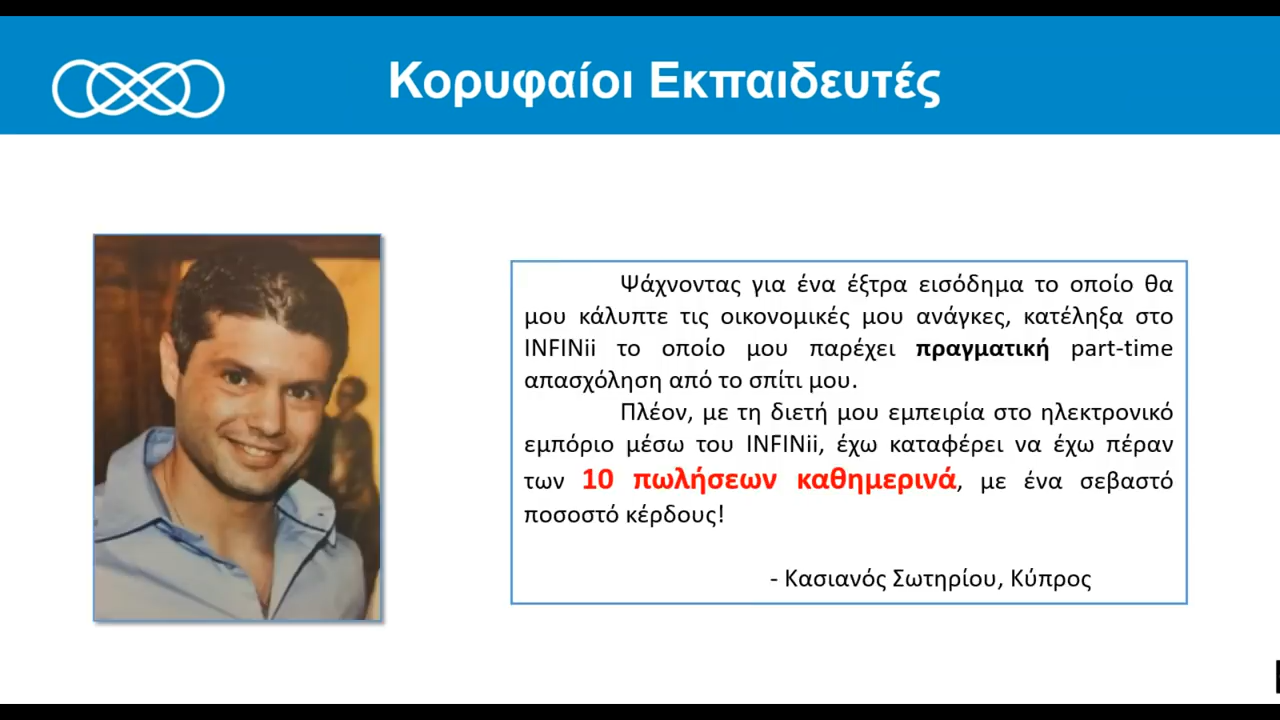 Κορυφαίοι Εκπαιδευτές
Ψάχνοντας για ένα έξτρα εισόδημα το οποίο θα
μου κάλυπτε τις οικονομικές μου ανάγκες, κατέληξα στο
INFINii το οποίο μου παρέχει πραγματική part-time
απασχόληση από το σπίτι μου.
Πλέον, με τη διετή μου εμπειρία στο ηλεκτρονικό
εμπόριο μέσω του INFINii, έχω καταφέρει να έχω πέραν
των 10 πωλήσεων καθημερινά, με ένα σεβαστό
ποσοστό κέρδους!
- Κασιανός Σωτηρίου, Κύπρος